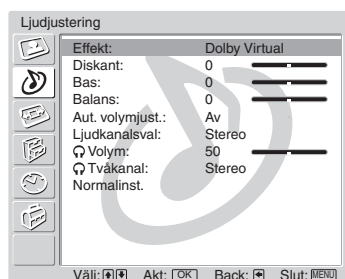 Ljudjustering
Effekt: Dolby Virtual
Diskant: 0
Bas: 0
Balans: 0
Aut. volymjust.: Av
Ljudkanalsval: Stereo
Volym: 50
Tvåkanal: Stereo
Normalinst.
Välj: Akt: OK Back: Slut: MENU